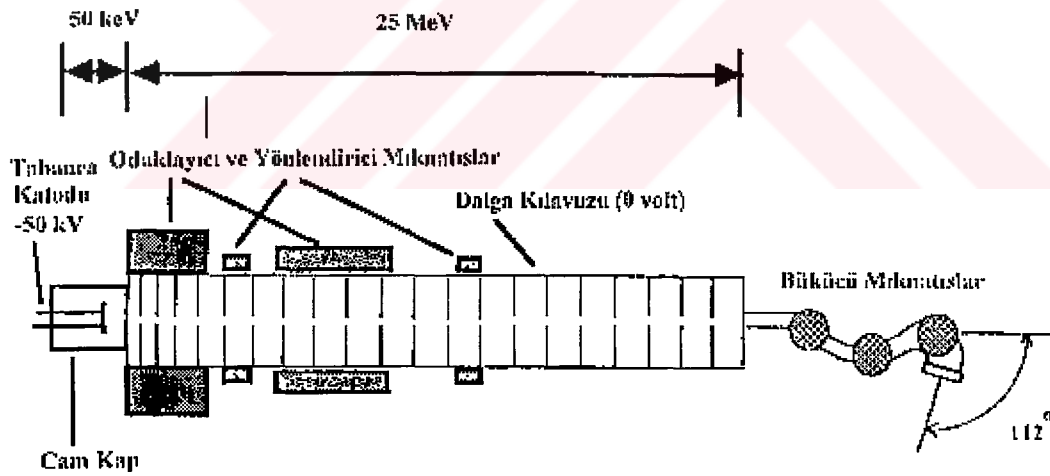 50 keV
25 MeV
Tabanca
Katodu
-50 kV
Odaklayıcı ve Yönlendirici Mıknatıslar
Dalga Kılavuzu (0 volt)
Bükücü Mıknatıslar
112°
Cam Kap